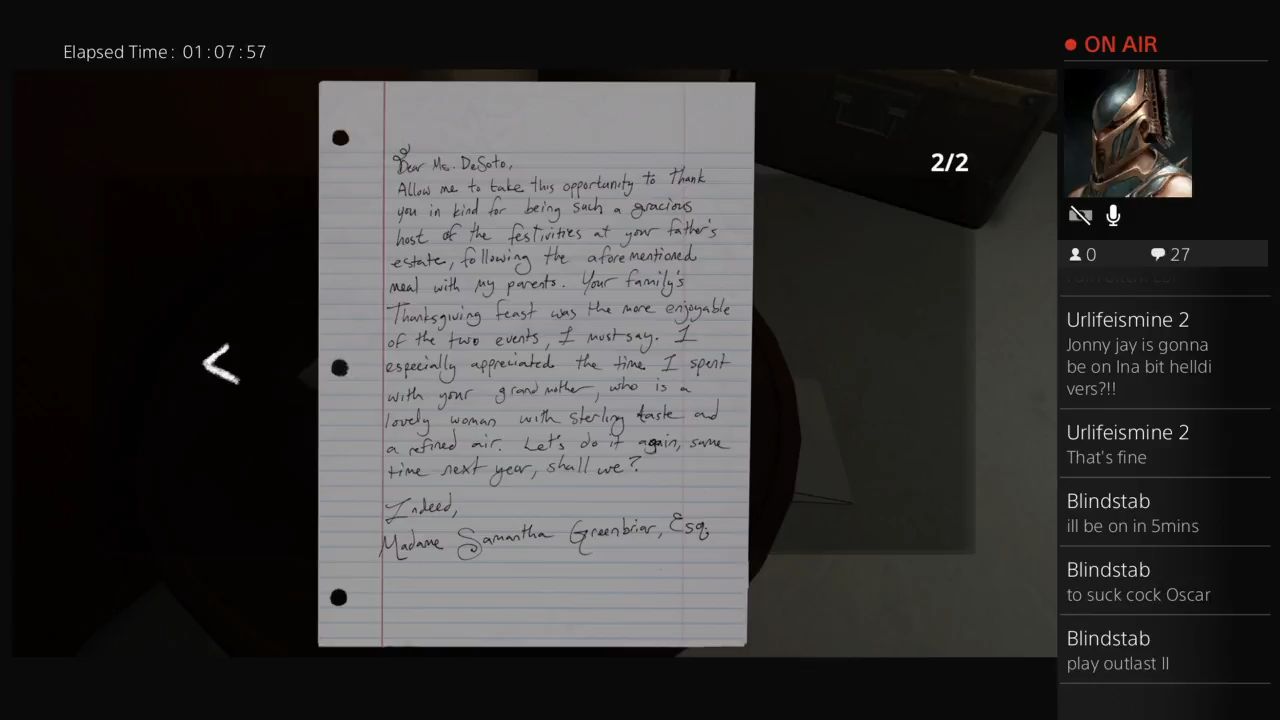 Elapsed Time: 01:07:57
ON AIR
2/2
Dear Ms. DeSoto,
Allow me to take this opportunity to thank
you in kind for being such a gracious
host of the festivities at your father's
estate, following the aforementioned
meal with my parents. Your family's
Thanksgiving feast was the more enjoyable
of the two events, I must say. I
especially appreciated the time I spent
with your grandmother, who is a
lovely woman with sterling taste and
a refined air. Let's do it again, same
time next year, shall we?
Indeed,
Madame Samantha Greenbriar, Esq.
0
27
Urlifeismine 2
Jonny jay is gonna
be on Ina bit helldi
vers?!!
Urlifeismine 2
That's fine
Blindstab
ill be on in 5mins
Blindstab
to suck cock Oscar
Blindstab
play outlast ll